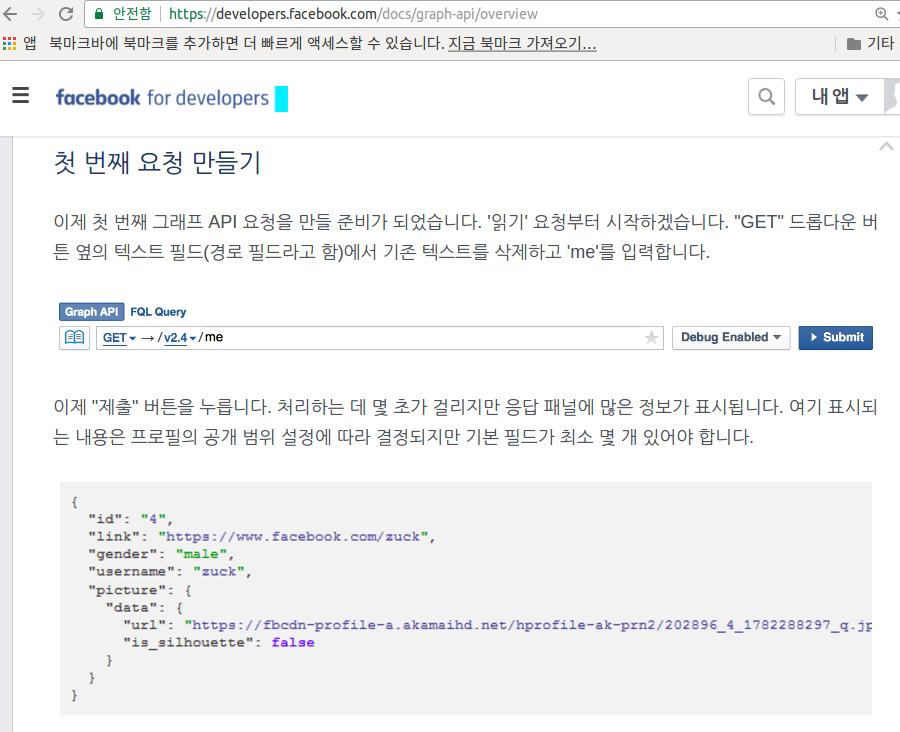 안전함 https://developers.facebook.com/docs/graph-api/overview
앱 북마크바에 북마크를 추가하면 더 빠르게 액세스할 수 있습니다. 지금 북마크 가져오기... 기타
facebook for developers 내 앱
첫 번째 요청 만들기
이제 첫 번째 그래프 API 요청을 만들 준비가 되었습니다. '읽기' 요청부터 시작하겠습니다. "GET" 드롭다운 버
튼 옆의 텍스트 필드(경로 필드라고 함)에서 기존 텍스트를 삭제하고 'me'를 입력합니다.
Graph API FQL Query
GET → / v2.4 /me Debug Enabled Submit
이제 "제출" 버튼을 누릅니다. 처리하는 데 몇 초가 걸리지만 응답 패널에 많은 정보가 표시됩니다. 여기 표시되
는 내용은 프로필의 공개 범위 설정에 따라 결정되지만 기본 필드가 최소 몇 개 있어야 합니다.
{
"id": "4",
"link": "https://www.facebook.com/zuck",
"gender": "male",
"username": "zuck",
"picture": {
"data": {
"url": "https://fbcdn-profile-a.akamaihd.net/hprofile-ak-prn2/202896_4_1782288297_q.jp
"is_silhouette": false
}
}
}